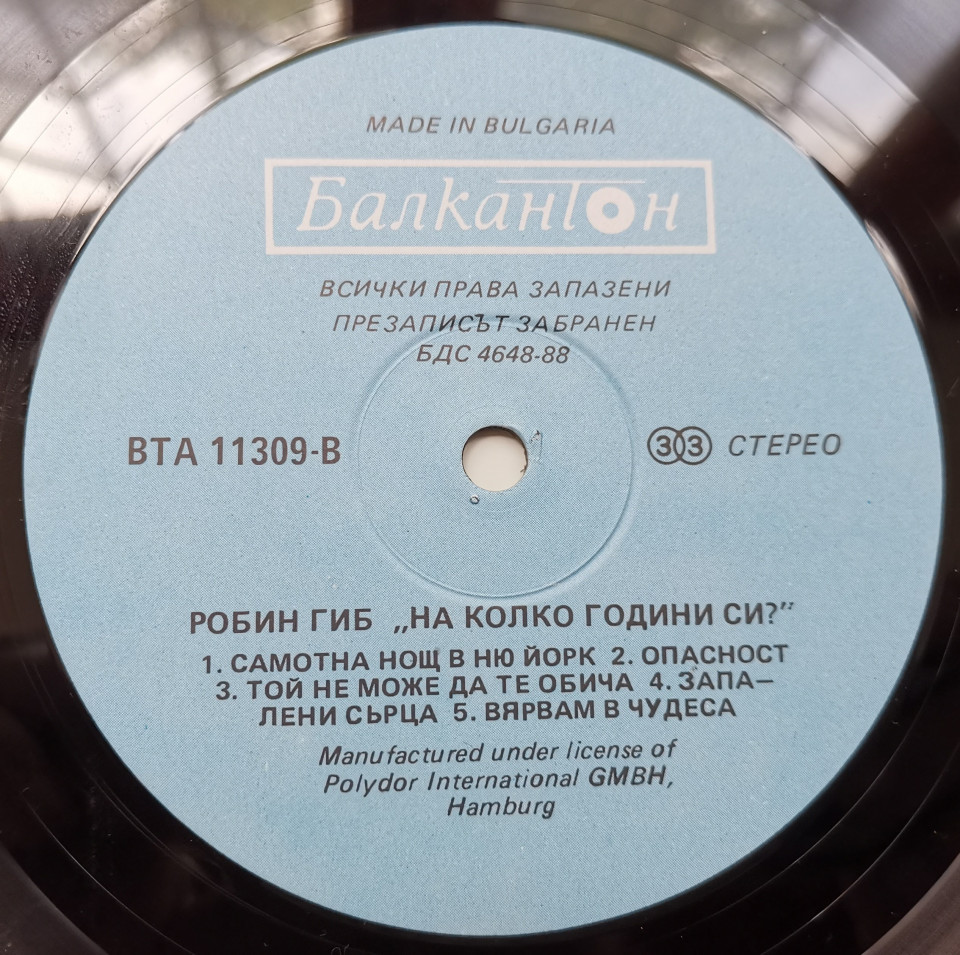 MADE IN BULGARIA
Балкантон
ВСИЧКИ ПРАВА ЗАПАЗЕНИ
ПРЕЗАПИСЪТ ЗАБРАНЕН
БДС 4648-88
ВТА 11309-В
33 СТЕРЕО
РОБИН ГИБ „НА КОЛКО ГОДИНИ СИ?"
1. САМОТНА НОЩ В НЮ ЙОРК 2. ОПАСНОСТ
3. ТОЙ НЕ МОЖЕ ДА ТЕ ОБИЧА 4. ЗАПА–
ЛЕНИ СЪРЦА 5. ВЯРВАМ В ЧУДЕСА
Manufactured under license of
Polydor International GMBH,
Hamburg